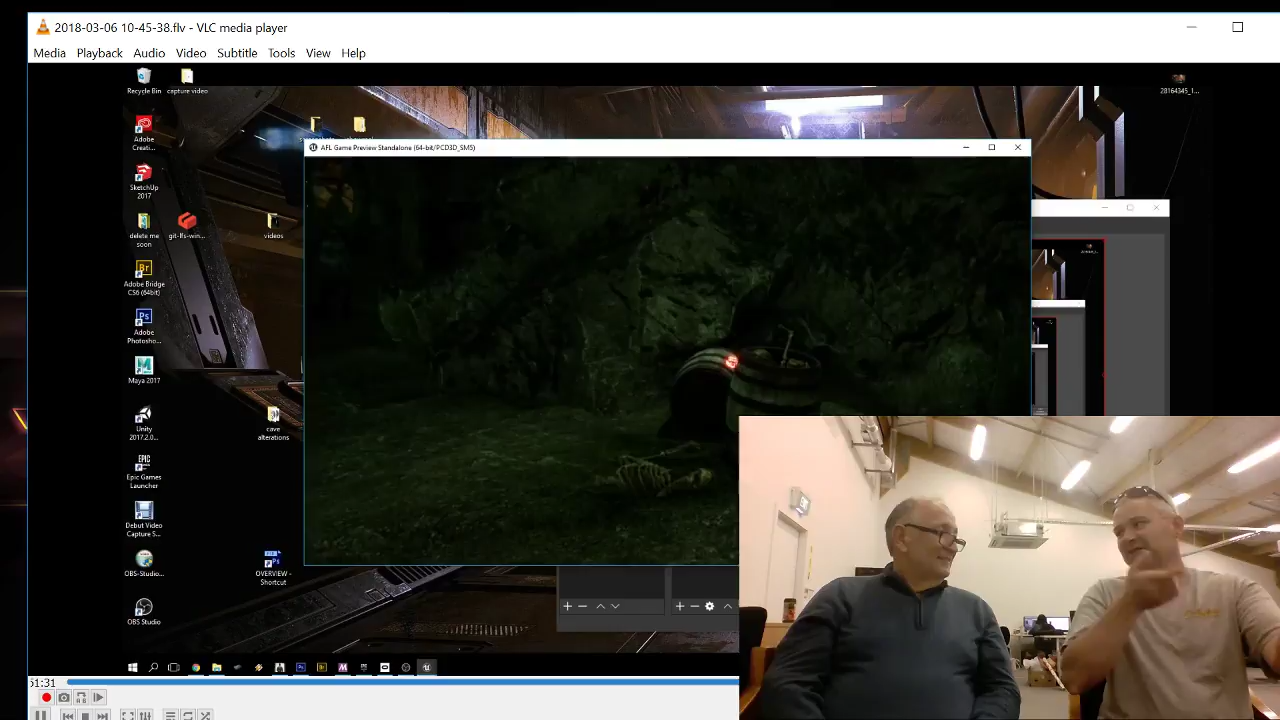 2018-03-06 10-45-38.flv - VLC media player
Media Playback Audio Video Subtitle Tools View Help
Recycle Bin
capture video
28164345_1...
Adobe Creati...
AFL Game Preview Standalone (64-bit/PCD3D_SM5)
SketchUp 2017
delete me soon
git-lfs-win...
videos
Adobe Bridge CS6 (64bit)
Adobe Photosho...
Maya 2017
Unity 2017.2.0...
cave alterations
Epic Games Launcher
Debut Video Capture S...
OBS-Studio...
OVERVIEW - Shortcut
OBS Studio
51:31